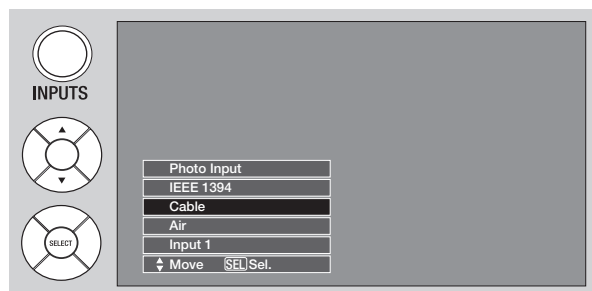 INPUTS
SELECT
Photo Input
IEEE 1394
Cable
Air
Input 1
Move SEL Sel.